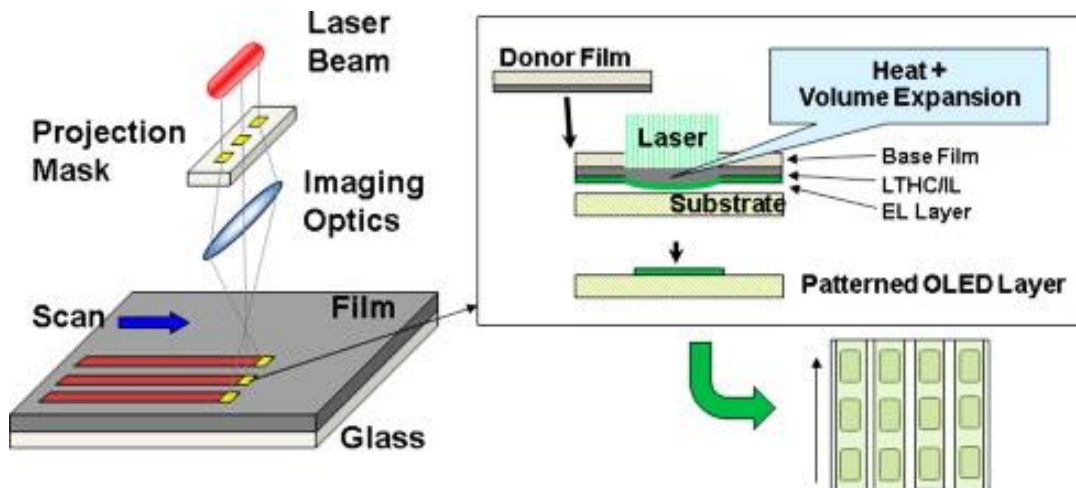 Laser
Beam
Projection
Mask
Imaging
Optics
Scan
Film
Glass
Donor Film
Heat +
Volume Expansion
Laser
Base Film
LTHC/IL
EL Layer
Substrate
Patterned OLED Layer